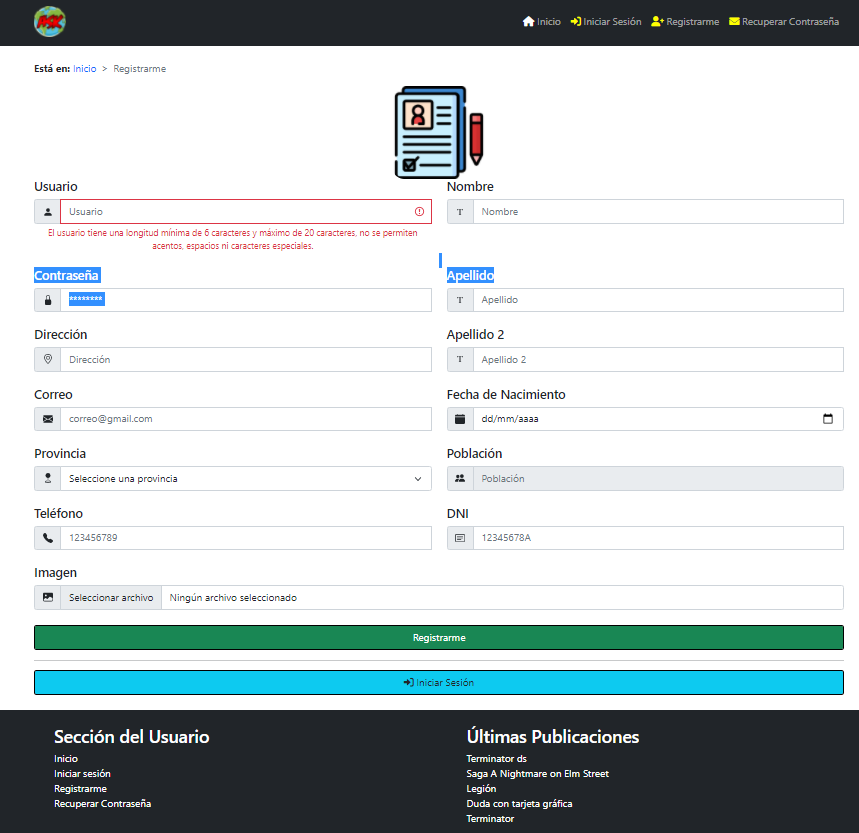 Inicio Iniciar Sesión Registrarme Recuperar Contraseña
Está en: Inicio > Registrarme
Usuario
Nombre
Usuario
Nombre
El usuario tiene una longitud mínima de 6 caracteres y máximo de 20 caracteres, no se permiten
acentos, espacios ni caracteres especiales.
Contraseña
Apellido
********
Apellido
Dirección
Apellido 2
Dirección
Apellido 2
Correo
Fecha de Nacimiento
correo@gmail.com
dd/mm/aaaa
Provincia
Población
Seleccione una provincia
Población
Teléfono
DNI
123456789
12345678A
Imagen
Seleccionar archivo Ningún archivo seleccionado
Registrarme
Iniciar Sesión
Sección del Usuario
Inicio
Iniciar sesión
Registrarme
Recuperar Contraseña
Últimas Publicaciones
Terminator ds
Saga A Nightmare on Elm Street
Legión
Duda con tarjeta gráfica
Terminator